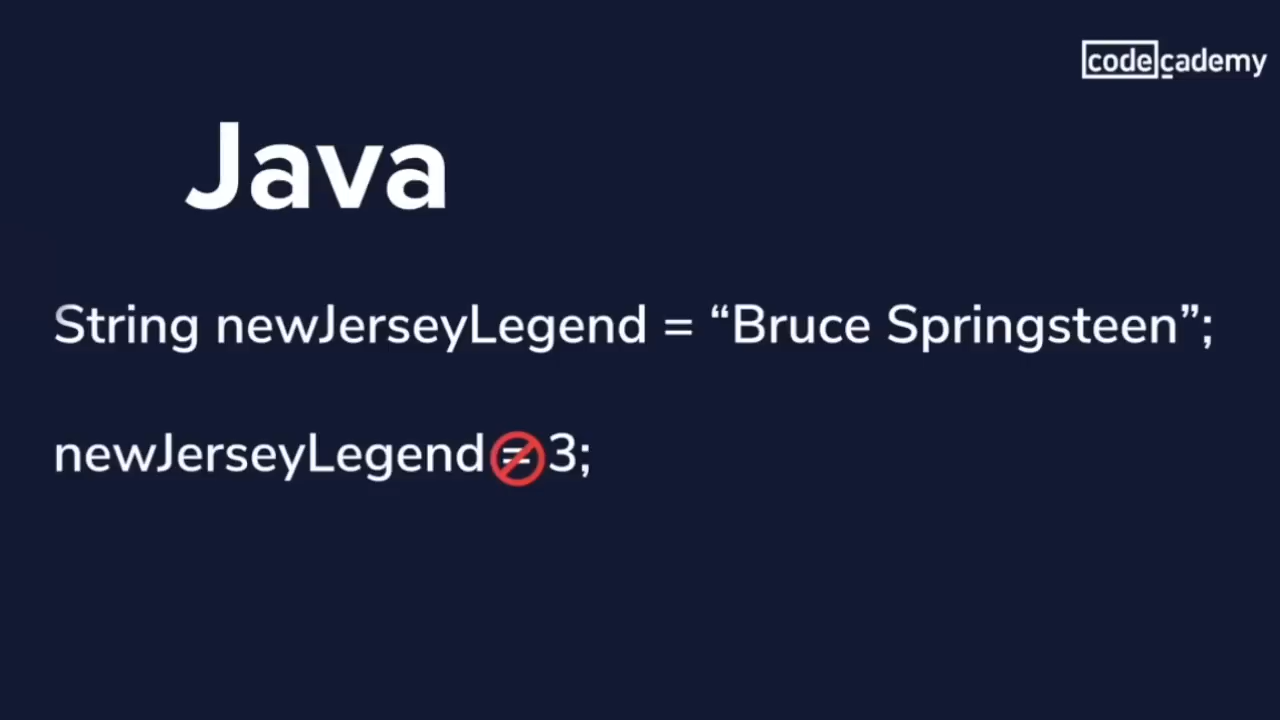 codecademy
Java
String newJerseyLegend = “Bruce Springsteen”;
newJerseyLegend = 3;